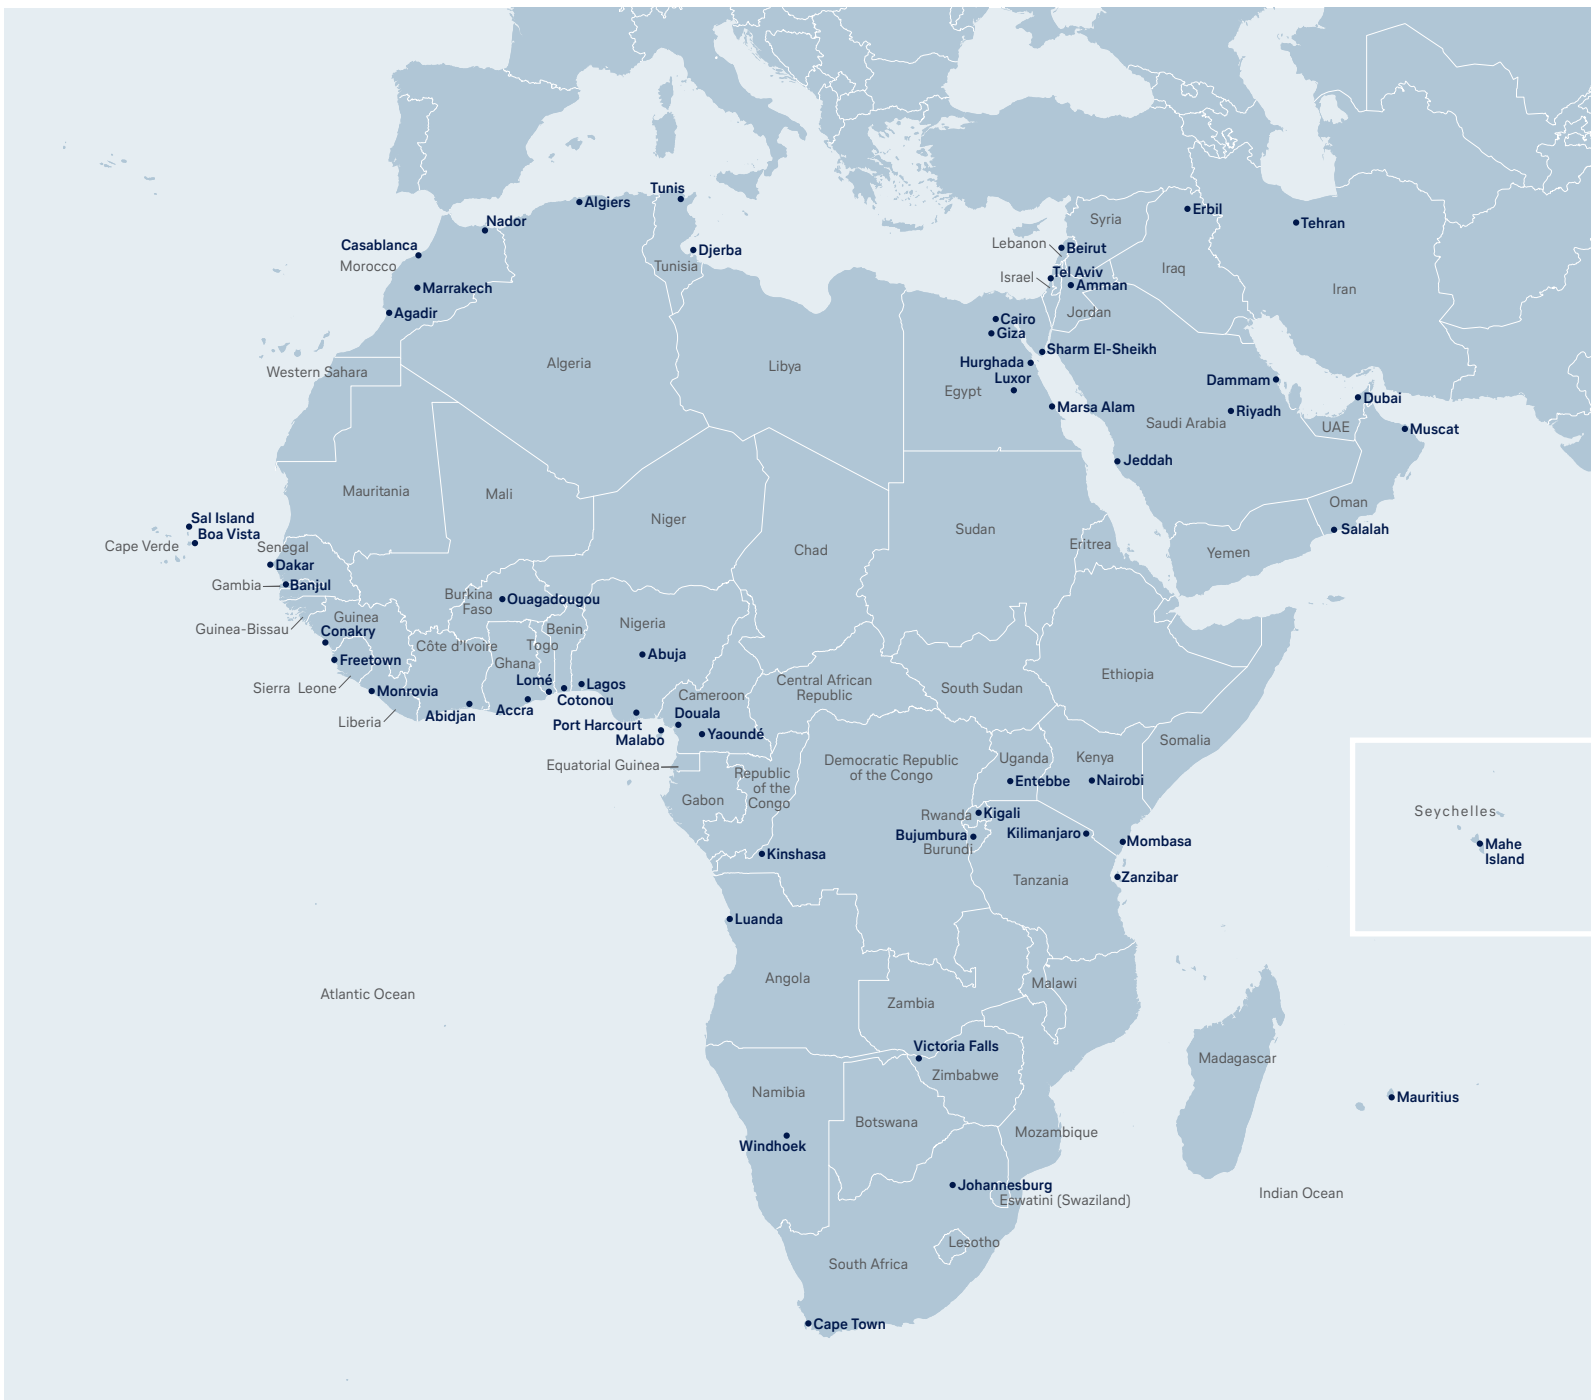 Tunis
Algiers
Nador
Casablanca
Morocco
Djerba
Tunisia
Marrakech
Agadir
Syria
Erbil
Tehran
Lebanon
Beirut
Iraq
Tel Aviv
Israel
Amman
Iran
Jordan
Cairo
Giza
Sharm El-Sheikh
Hurghada
Luxor
Egypt
Marsa Alam
Western Sahara
Algeria
Libya
Dammam
Dubai
Riyadh
Saudi Arabia
UAE
Muscat
Jeddah
Mauritania
Mali
Niger
Oman
Sal Island
Boa Vista
Cape Verde
Senegal
Dakar
Gambia
Banjul
Chad
Sudan
Eritrea
Yemen
Salalah
Burkina
Faso
Ouagadougou
Guinea-Bissau
Guinea
Conakry
Côte d'Ivoire
Benin
Togo
Nigeria
Ghana
Abuja
Freetown
Sierra Leone
Monrovia
Liberia
Abidjan
Accra
Lomé
Cotonou
Lagos
Cameroon
Central African
Republic
South Sudan
Ethiopia
Port Harcourt
Douala
Malabo
Yaoundé
Equatorial Guinea
Somalia
Republic
of the
Congo
Gabon
Democratic Republic
of the Congo
Uganda
Kenya
Entebbe
Nairobi
Rwanda
Kigali
Bujumbura
Burundi
Kilimanjaro
Mombasa
Seychelles
Mahe
Island
Kinshasa
Tanzania
Zanzibar
Luanda
Atlantic Ocean
Angola
Malawi
Zambia
Victoria Falls
Zimbabwe
Madagascar
Namibia
Mauritius
Botswana
Mozambique
Windhoek
Johannesburg
Eswatini (Swaziland)
Indian Ocean
Lesotho
South Africa
Cape Town